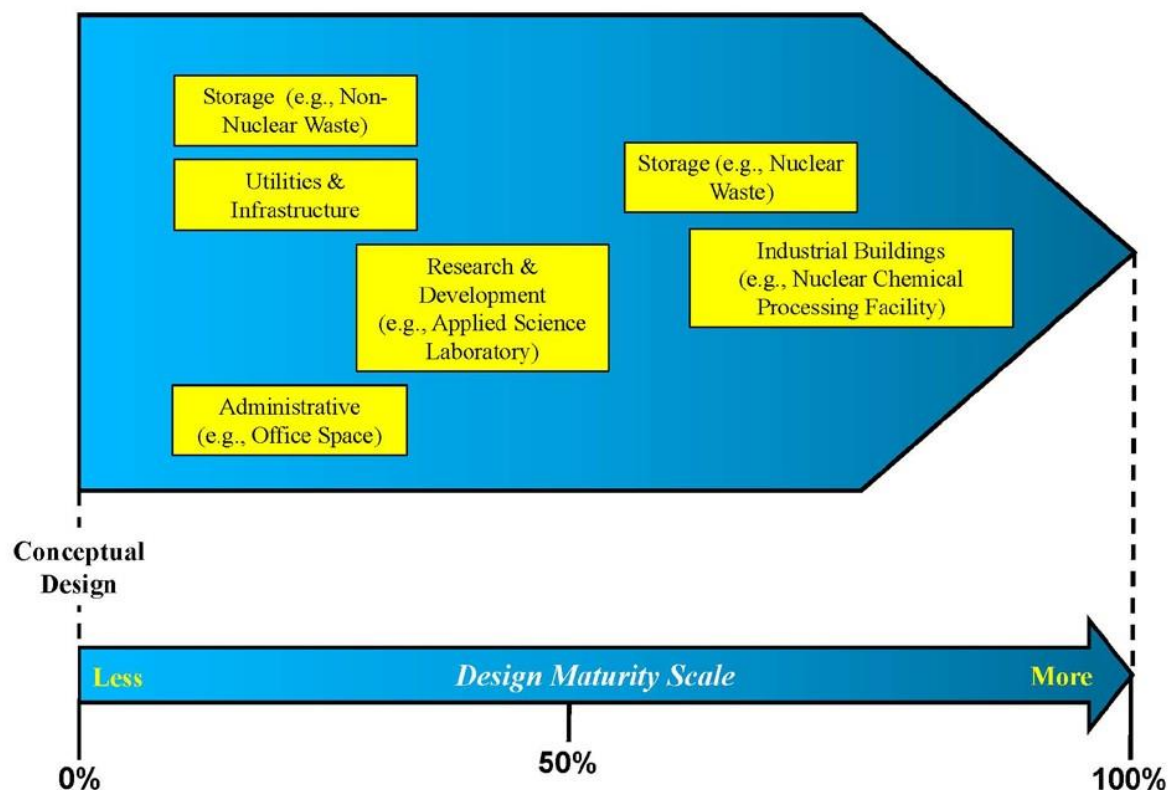 Storage  (e.g., Non-
Nuclear Waste)
Utilities &
Infrastructure
Storage (e.g., Nuclear
Waste)
Research &
Development
(e.g., Applied Science
Laboratory)
Industrial Buildings
(e.g., Nuclear Chemical
Processing Facility)
Administrative
(e.g., Office Space)
Conceptual
Design
Less
Design Maturity Scale
More
0%
50%
100%